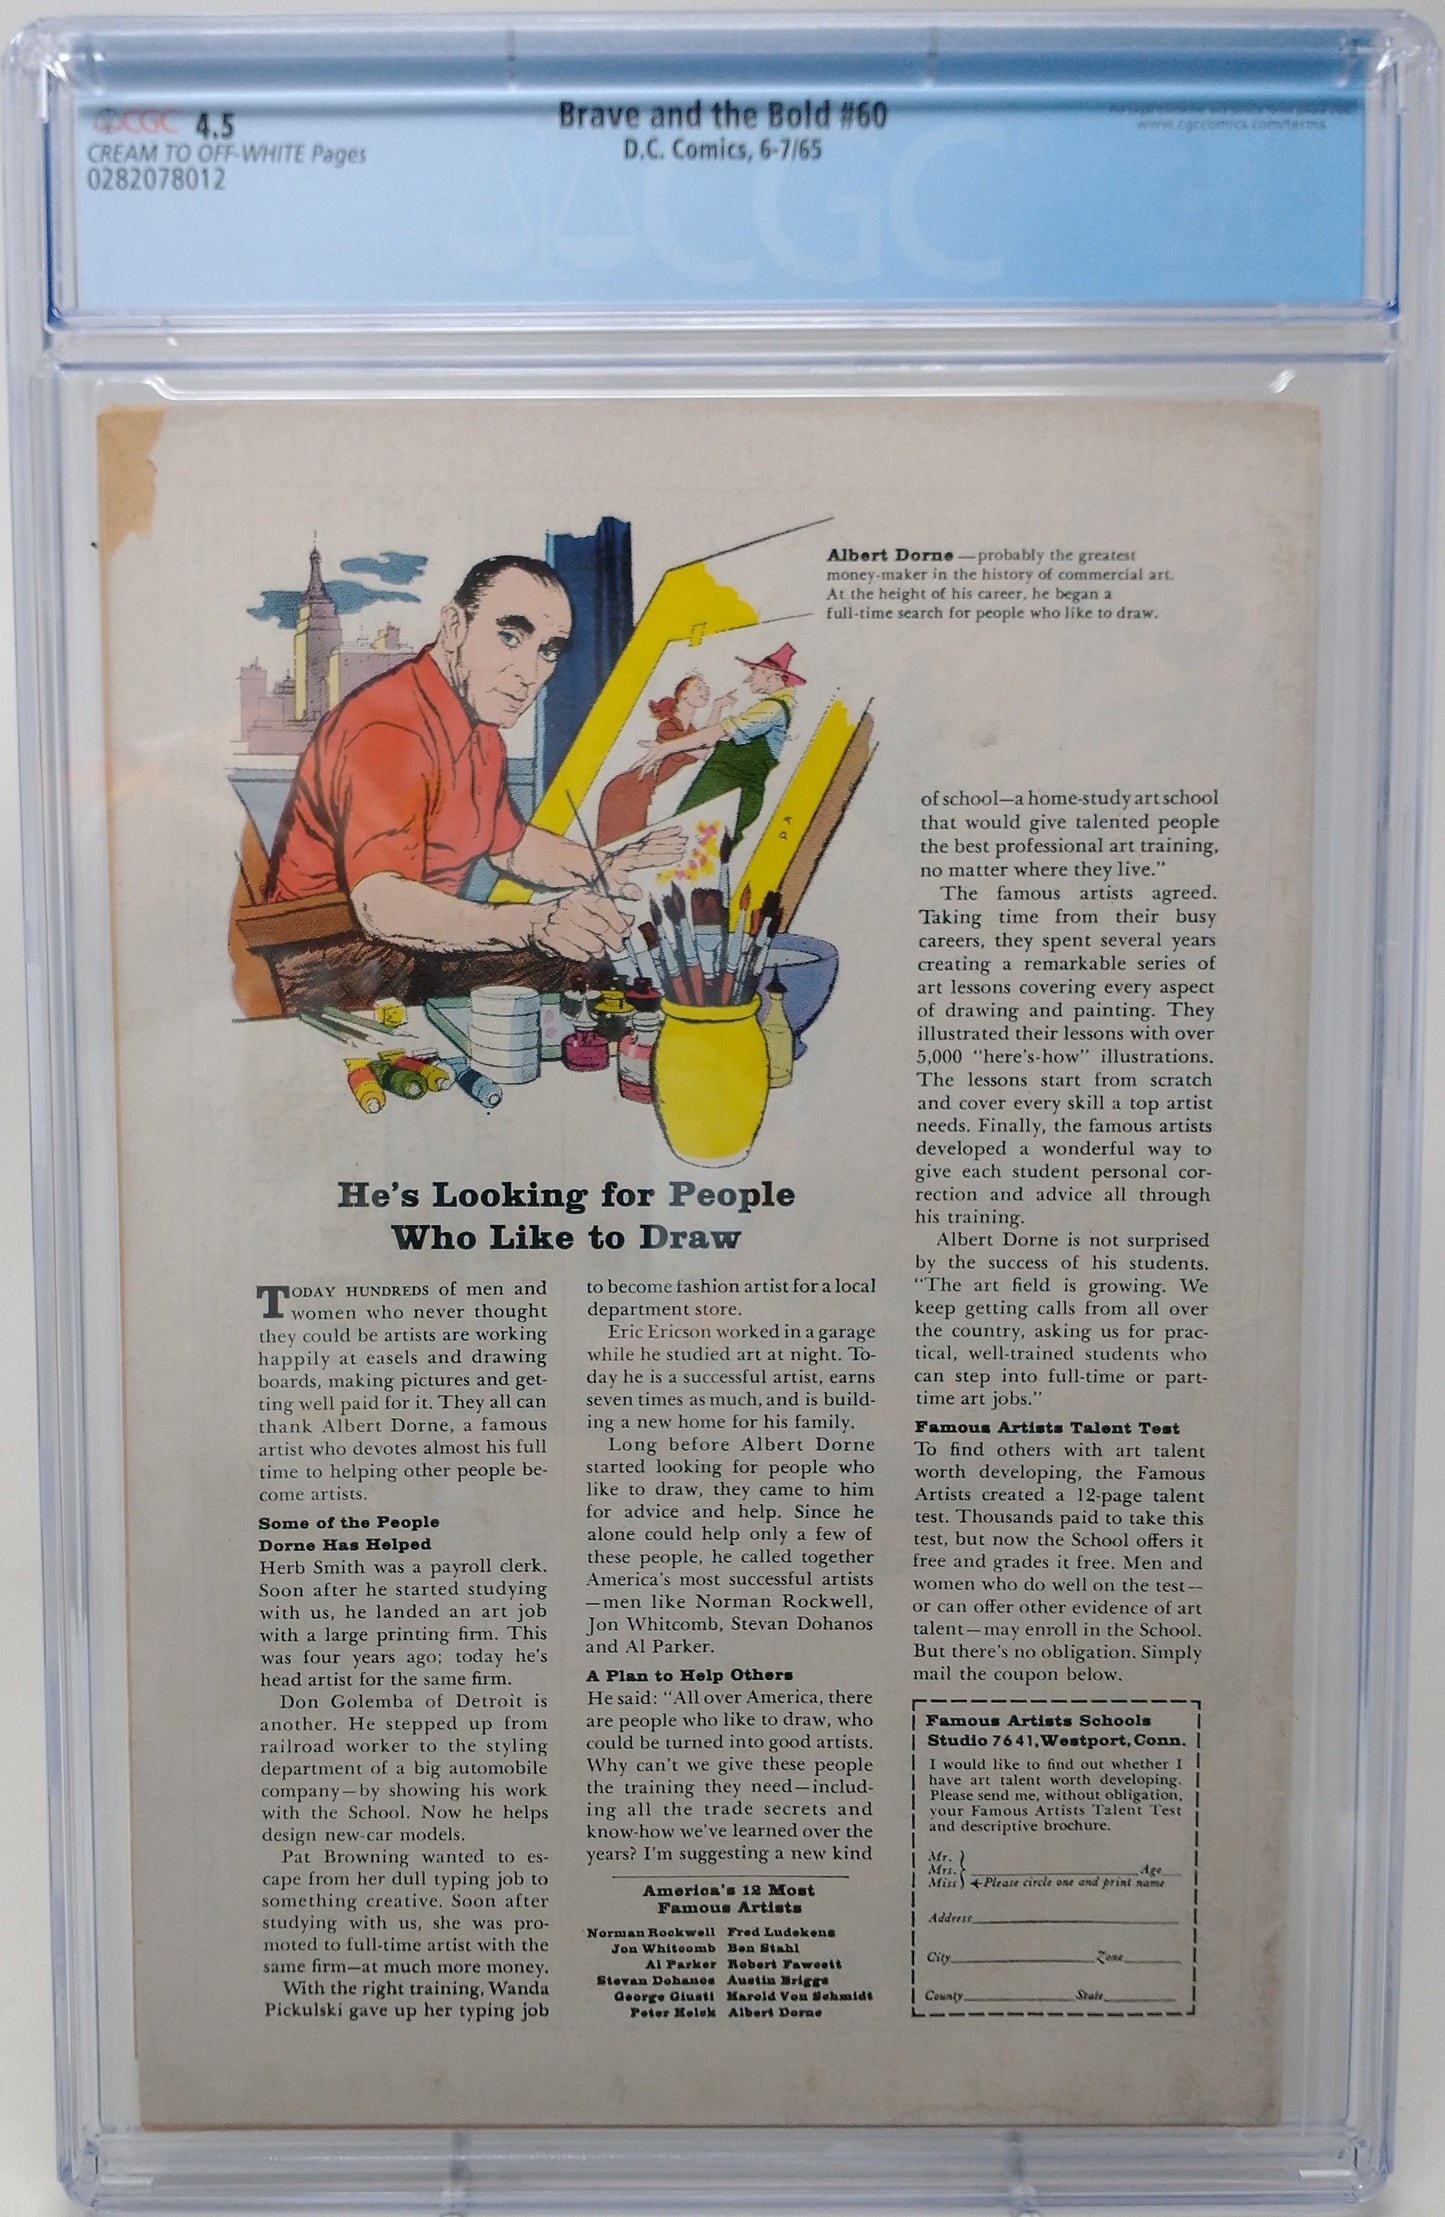 CGC 4.5
CREAM TO OFF-WHITE Pages
0282078012
Brave and the Bold #60
D.C. Comics, 6-7/65
www.cgccomics.com/terms
CGC
Albert Dorne — probably the greatest
money-maker in the history of commercial art.
At the height of his career, he began a
full-time search for people who like to draw.
DA
He's Looking for People
Who Like to Draw
TODAY HUNDREDS of men and
women who never thought
they could be artists are working
happily at easels and drawing
boards, making pictures and get-
ting well paid for it. They all can
thank Albert Dorne, a famous
artist who devotes almost his full
time to helping other people be-
come artists.
Some of the People
Dorne Has Helped
Herb Smith was a payroll clerk.
Soon after he started studying
with us, he landed an art job
with a large printing firm. This
was four years ago; today he's
head artist for the same firm.
Don Golemba of Detroit is
another. He stepped up from
railroad worker to the styling
department of a big automobile
company—by showing his work
with the School. Now he helps
design new-car models.
Pat Browning wanted to es-
cape from her dull typing job to
something creative. Soon after
studying with us, she was pro-
moted to full-time artist with the
same firm—at much more money.
With the right training, Wanda
Pickulski gave up her typing job
to become fashion artist for a local
department store.
Eric Ericson worked in a garage
while he studied art at night. To-
day he is a successful artist, earns
seven times as much, and is build-
ing a new home for his family.
Long before Albert Dorne
started looking for people who
like to draw, they came to him
for advice and help. Since he
alone could help only a few of
these people, he called together
America's most successful artists
—men like Norman Rockwell,
Jon Whitcomb, Stevan Dohanos
and Al Parker.
A Plan to Help Others
He said: "All over America, there
are people who like to draw, who
could be turned into good artists.
Why can't we give these people
the training they need—includ-
ing all the trade secrets and
know-how we've learned over the
years? I'm suggesting a new kind
America's 12 Most
Famous Artists
Norman Rockwell Fred Ludekens
Jon Whitcomb Ben Stahl
Al Parker Robert Fawcett
Stevan Dohanos Austin Briggs
George Giusti Harold Von Schmidt
Peter Helck Albert Dorne
of school—a home-study art school
that would give talented people
the best professional art training,
no matter where they live."
The famous artists agreed.
Taking time from their busy
careers, they spent several years
creating a remarkable series of
art lessons covering every aspect
of drawing and painting. They
illustrated their lessons with over
5,000 "here's-how" illustrations.
The lessons start from scratch
and cover every skill a top artist
needs. Finally, the famous artists
developed a wonderful way to
give each student personal cor-
rection and advice all through
his training.
Albert Dorne is not surprised
by the success of his students.
"The art field is growing. We
keep getting calls from all over
the country, asking us for prac-
tical, well-trained students who
can step into full-time or part-
time art jobs."
Famous Artists Talent Test
To find others with art talent
worth developing, the Famous
Artists created a 12-page talent
test. Thousands paid to take this
test, but now the School offers it
free and grades it free. Men and
women who do well on the test—
or can offer other evidence of art
talent—may enroll in the School.
But there's no obligation. Simply
mail the coupon below.
Famous Artists Schools
Studio 7641, Westport, Conn.
I would like to find out whether I
have art talent worth developing.
Please send me, without obligation,
your Famous Artists Talent Test
and descriptive brochure.
Mr.
Mrs. Age
Miss Please circle one and print name
Address
City Zone
County State